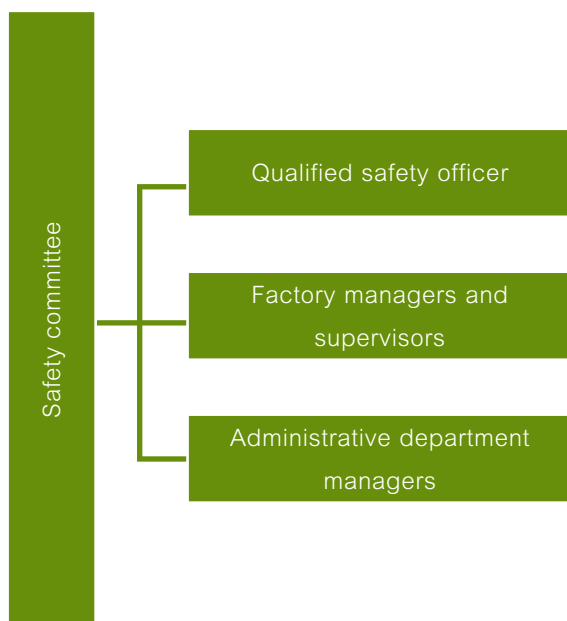 Safety committee
Qualified safety officer
Factory managers and
supervisors
Administrative department
managers